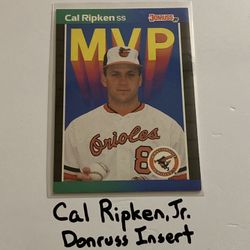 Cal Ripken SS
Donruss
MVP
Orioles
8
Cal Ripken, Jr.
Donruss Insert